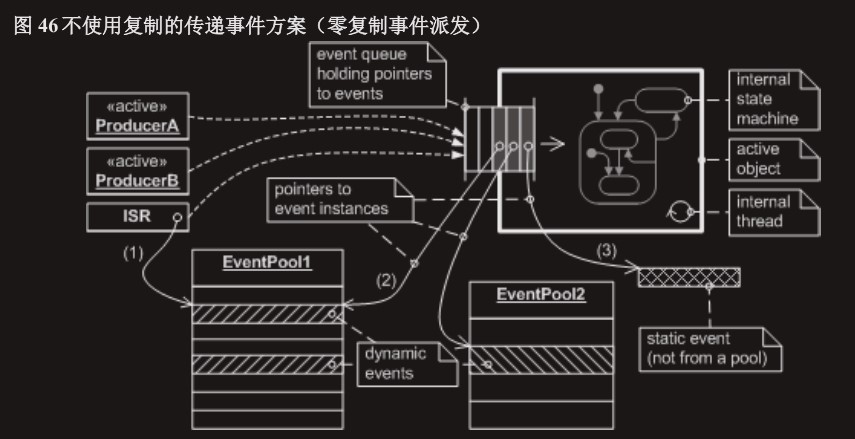 图 46 不使用复制的传递事件方案（零复制事件派发）
event queue
holding pointers
to events
«active»
ProducerA
«active»
ProducerB
ISR
internal
state
machine
active
object
internal
thread
pointers to
event instances
(1)
(2)
(3)
EventPool1
EventPool2
dynamic
events
static event
(not from a pool)